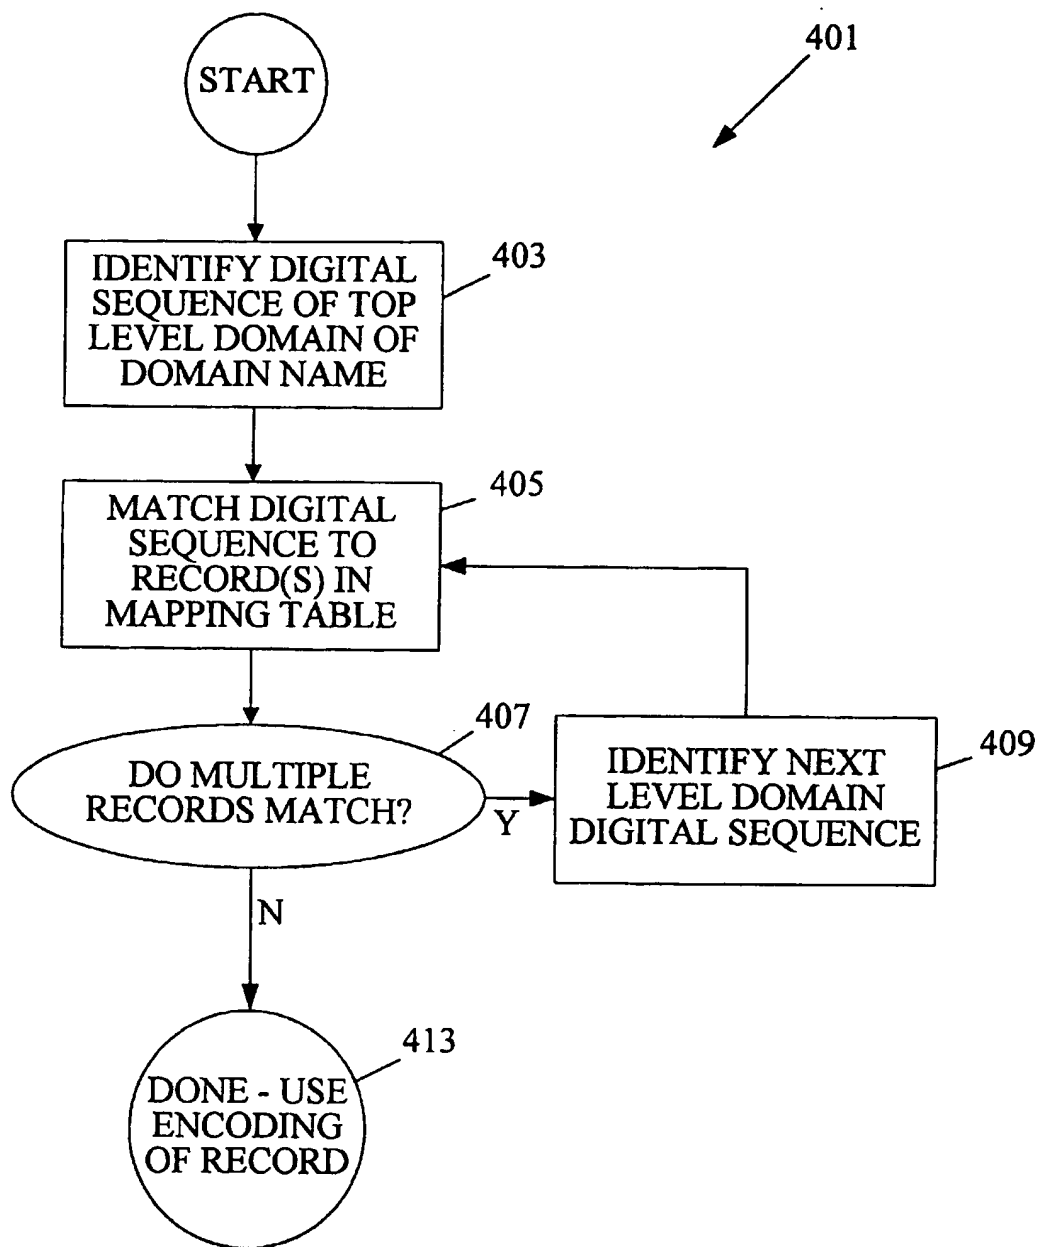 401
START
403
IDENTIFY DIGITAL
SEQUENCE OF TOP
LEVEL DOMAIN OF
DOMAIN NAME
405
MATCH DIGITAL
SEQUENCE TO
RECORD(S) IN
MAPPING TABLE
407
DO MULTIPLE
RECORDS MATCH?
Y
409
IDENTIFY NEXT
LEVEL DOMAIN
DIGITAL SEQUENCE
N
413
DONE - USE
ENCODING
OF RECORD